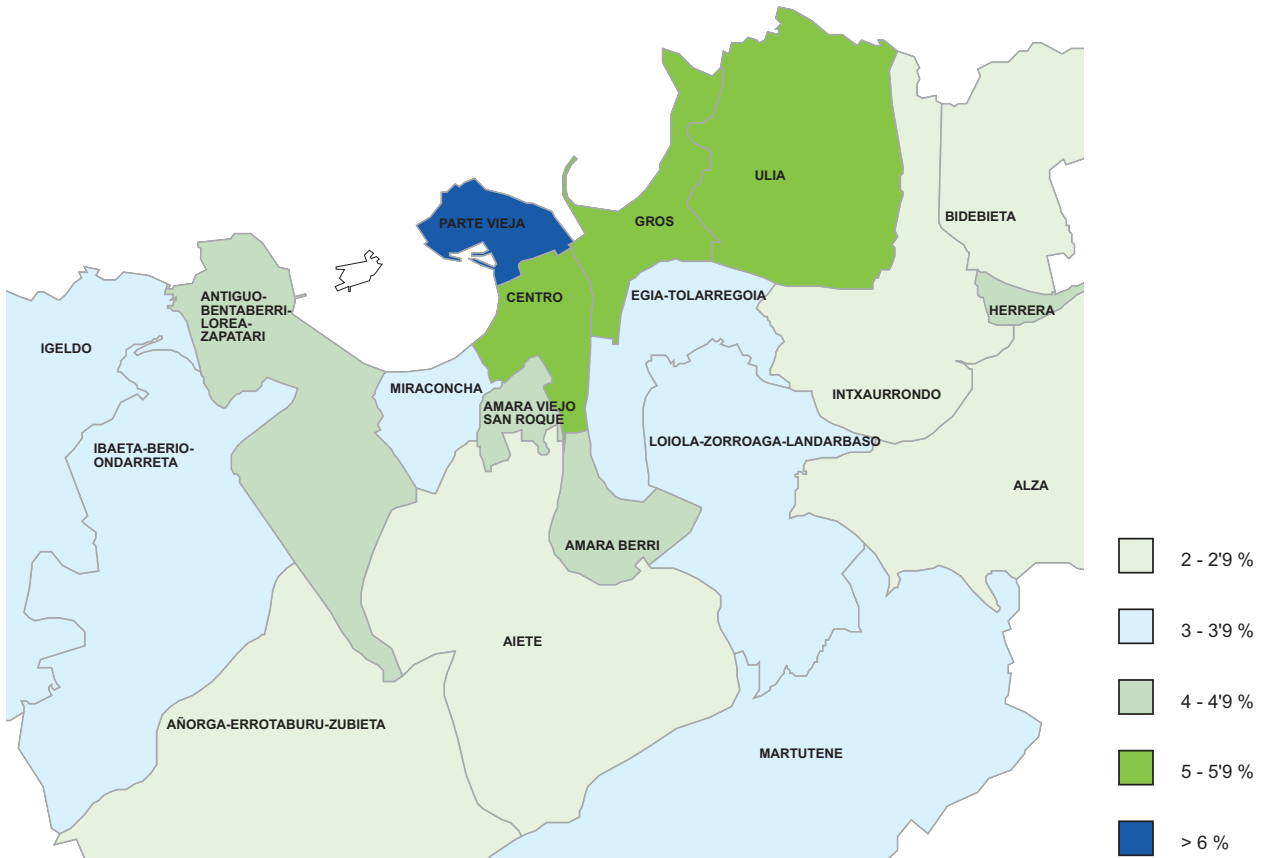 ULIA
PARTE VIEJA
GROS
BIDEBIETA
ANTIGUO-
BENTABERRI-
LOREA-
ZAPATARI
CENTRO
EGIA-TOLARREGOIA
HERRERA
IGELDO
MIRACONCHA
AMARA VIEJO
SAN ROQUE
INTXAURRONDO
IBAETA-BERIO-
ONDARRETA
LOIOLA-ZORROAGA-LANDARBASO
ALZA
AMARA BERRI
AIETE
AÑORGA-ERROTABURU-ZUBIETA
MARTUTENE
2 - 2'9 %
3 - 3'9 %
4 - 4'9 %
5 - 5'9 %
> 6 %